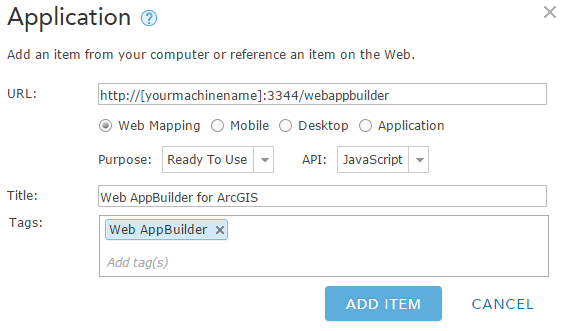 Application ?
Add an item from your computer or reference an item on the Web.
URL: http://[yourmachinename]:3344/webappbuilder
Web Mapping Mobile Desktop Application
Purpose: Ready To Use API: JavaScript
Title: Web AppBuilder for ArcGIS
Tags: Web AppBuilder ×
Add tag(s)
ADD ITEM CANCEL